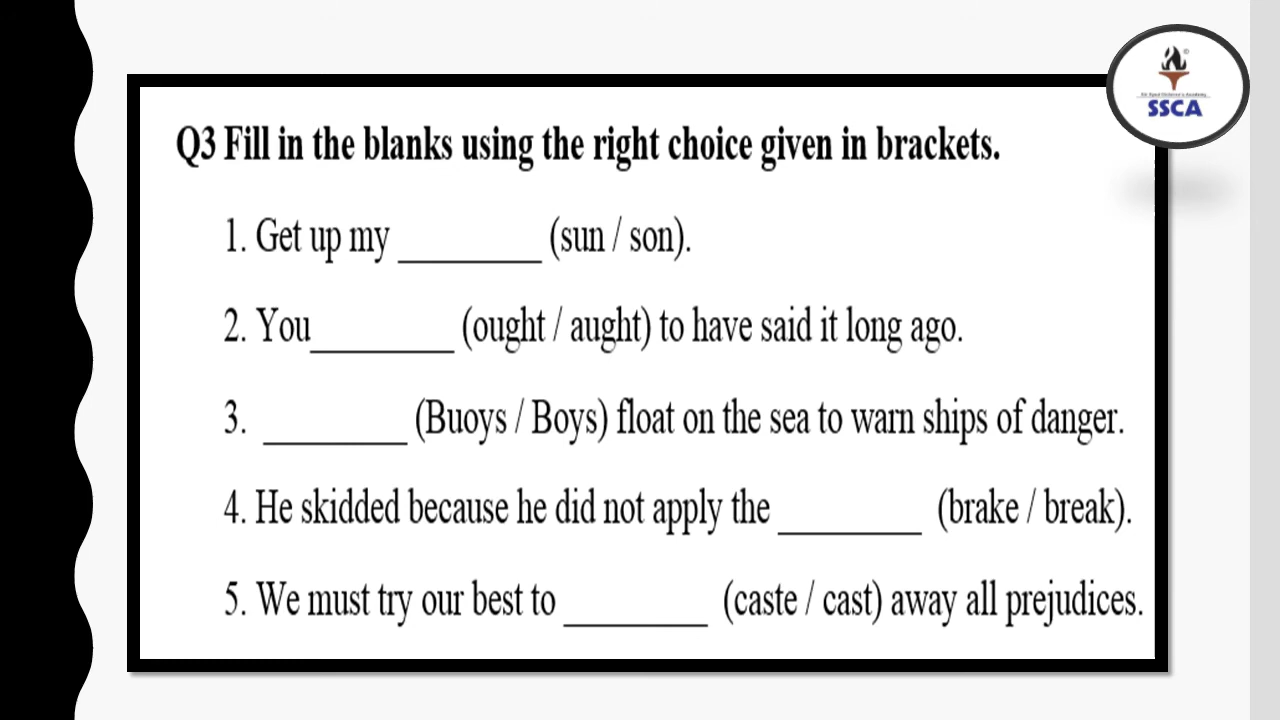 SSCA
Q3 Fill in the blanks using the right choice given in brackets.
1. Get up my ________ (sun / son).
2. You________ (ought / aught) to have said it long ago.
3. ________ (Buoys / Boys) float on the sea to warn ships of danger.
4. He skidded because he did not apply the ________ (brake / break).
5. We must try our best to ________ (caste / cast) away all prejudices.